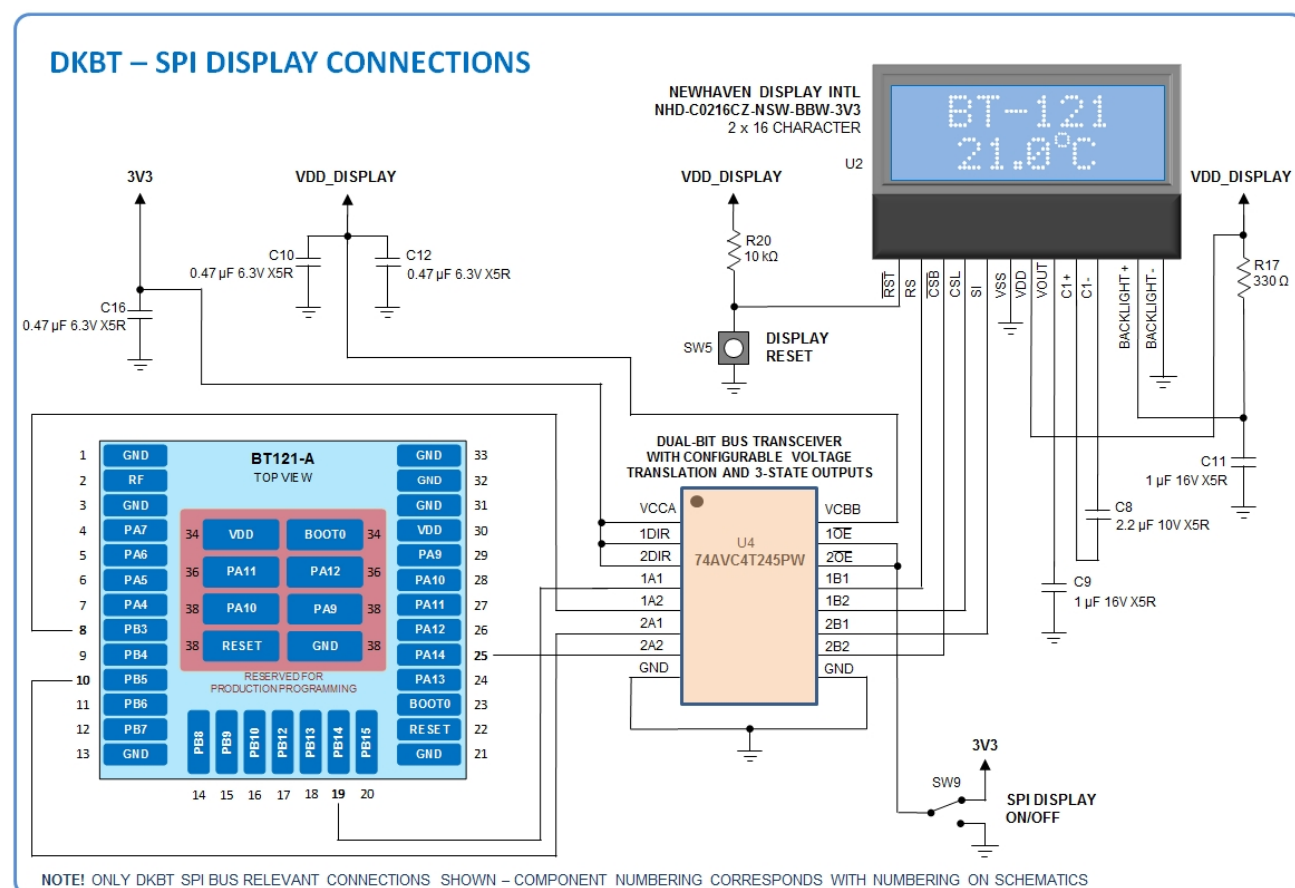 DKBT – SPI DISPLAY CONNECTIONS
NEWHAVEN DISPLAY INTL
NHD-C0216CZ-NSW-BBW-3V3
2 x 16 CHARACTER
U2
BT-121
21.0°C
3V3
VDD_DISPLAY
VDD_DISPLAY
VDD_DISPLAY
C10
0.47 µF 6.3V X5R
C12
0.47 µF 6.3V X5R
C16
0.47 µF 6.3V X5R
R20
10 kΩ
R17
330 Ω
RST
RS
CSB
CSL
SI
VSS
VDD
VOUT
C1+
C1-
BACKLIGHT +
BACKLIGHT -
SW5
DISPLAY
RESET
C11
1 µF 16V X5R
C8
2.2 µF 10V X5R
C9
1 µF 16V X5R
DUAL-BIT BUS TRANSCEIVER
WITH CONFIGURABLE VOLTAGE
TRANSLATION AND 3-STATE OUTPUTS
VCCA
1DIR
2DIR
1A1
1A2
2A1
2A2
GND
U4
74AVC4T245PW
VCBB
1OE
2OE
1B1
1B2
2B1
2B2
GND
BT121-A
TOP VIEW
1 GND
2 RF
3 GND
4 PA7
5 PA6
6 PA5
7 PA4
8 PB3
9 PB4
10 PB5
11 PB6
12 PB7
13 GND
34 VDD BOOT0 34
36 PA11 PA12 36
38 PA10 PA9 38
38 RESET GND 38
RESERVED FOR
PRODUCTION PROGRAMMING
GND 33
GND 32
GND 31
VDD 30
PA9 29
PA10 28
PA11 27
PA12 26
PA14 25
PA13 24
BOOT0 23
RESET 22
GND 21
PB8 PB9 PB10 PB12 PB13 PB14 PB15
14 15 16 17 18 19 20
3V3
SW9
SPI DISPLAY
ON/OFF
NOTE! ONLY DKBT SPI BUS RELEVANT CONNECTIONS SHOWN – COMPONENT NUMBERING CORRESPONDS WITH NUMBERING ON SCHEMATICS